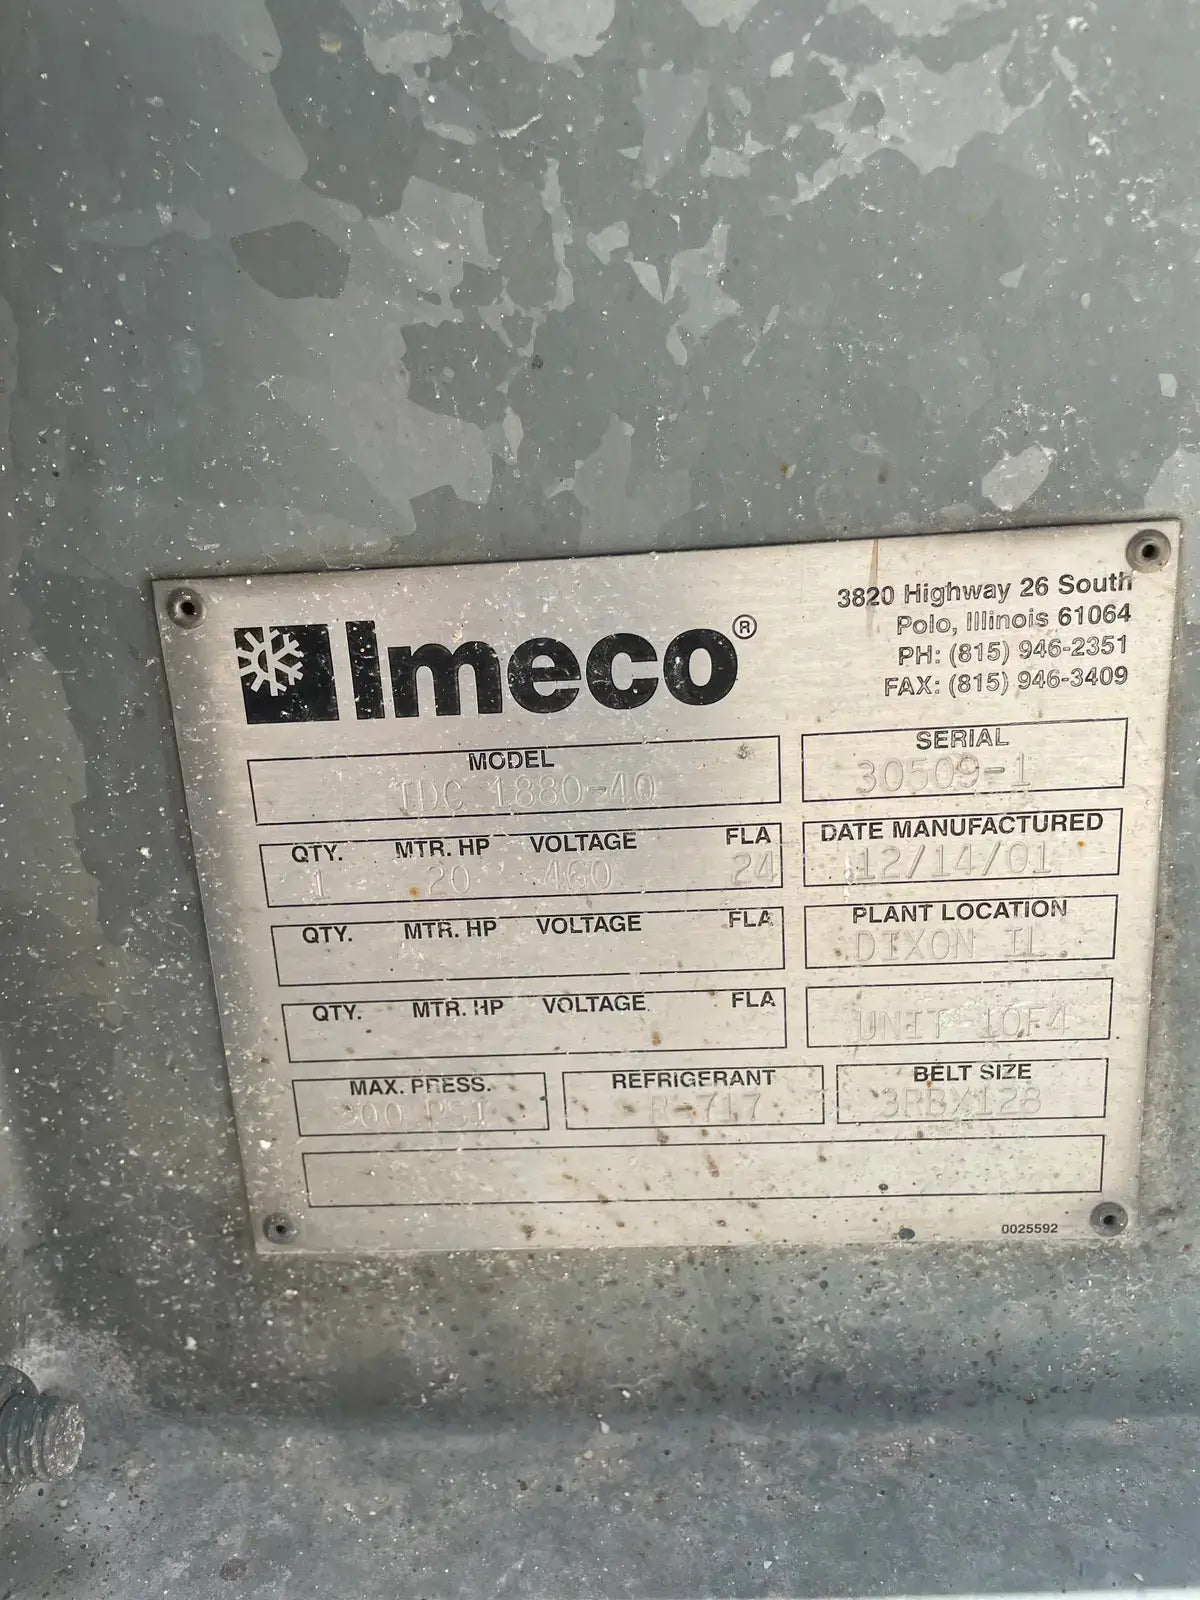 Imeco®
3820 Highway 26 South
Polo, Illinois 61064
PH: (815) 946-2351
FAX: (815) 946-3409
MODEL
IDC 1880-40
SERIAL
30509-1
QTY. MTR. HP VOLTAGE FLA
1 20 460 24
DATE MANUFACTURED
12/14/01
QTY. MTR. HP VOLTAGE FLA
PLANT LOCATION
DIXON IL.
QTY. MTR. HP VOLTAGE FLA
UNIT 1OF4
MAX. PRESS.
300 PSI
REFRIGERANT
R-717
BELT SIZE
3RBX128
0025592